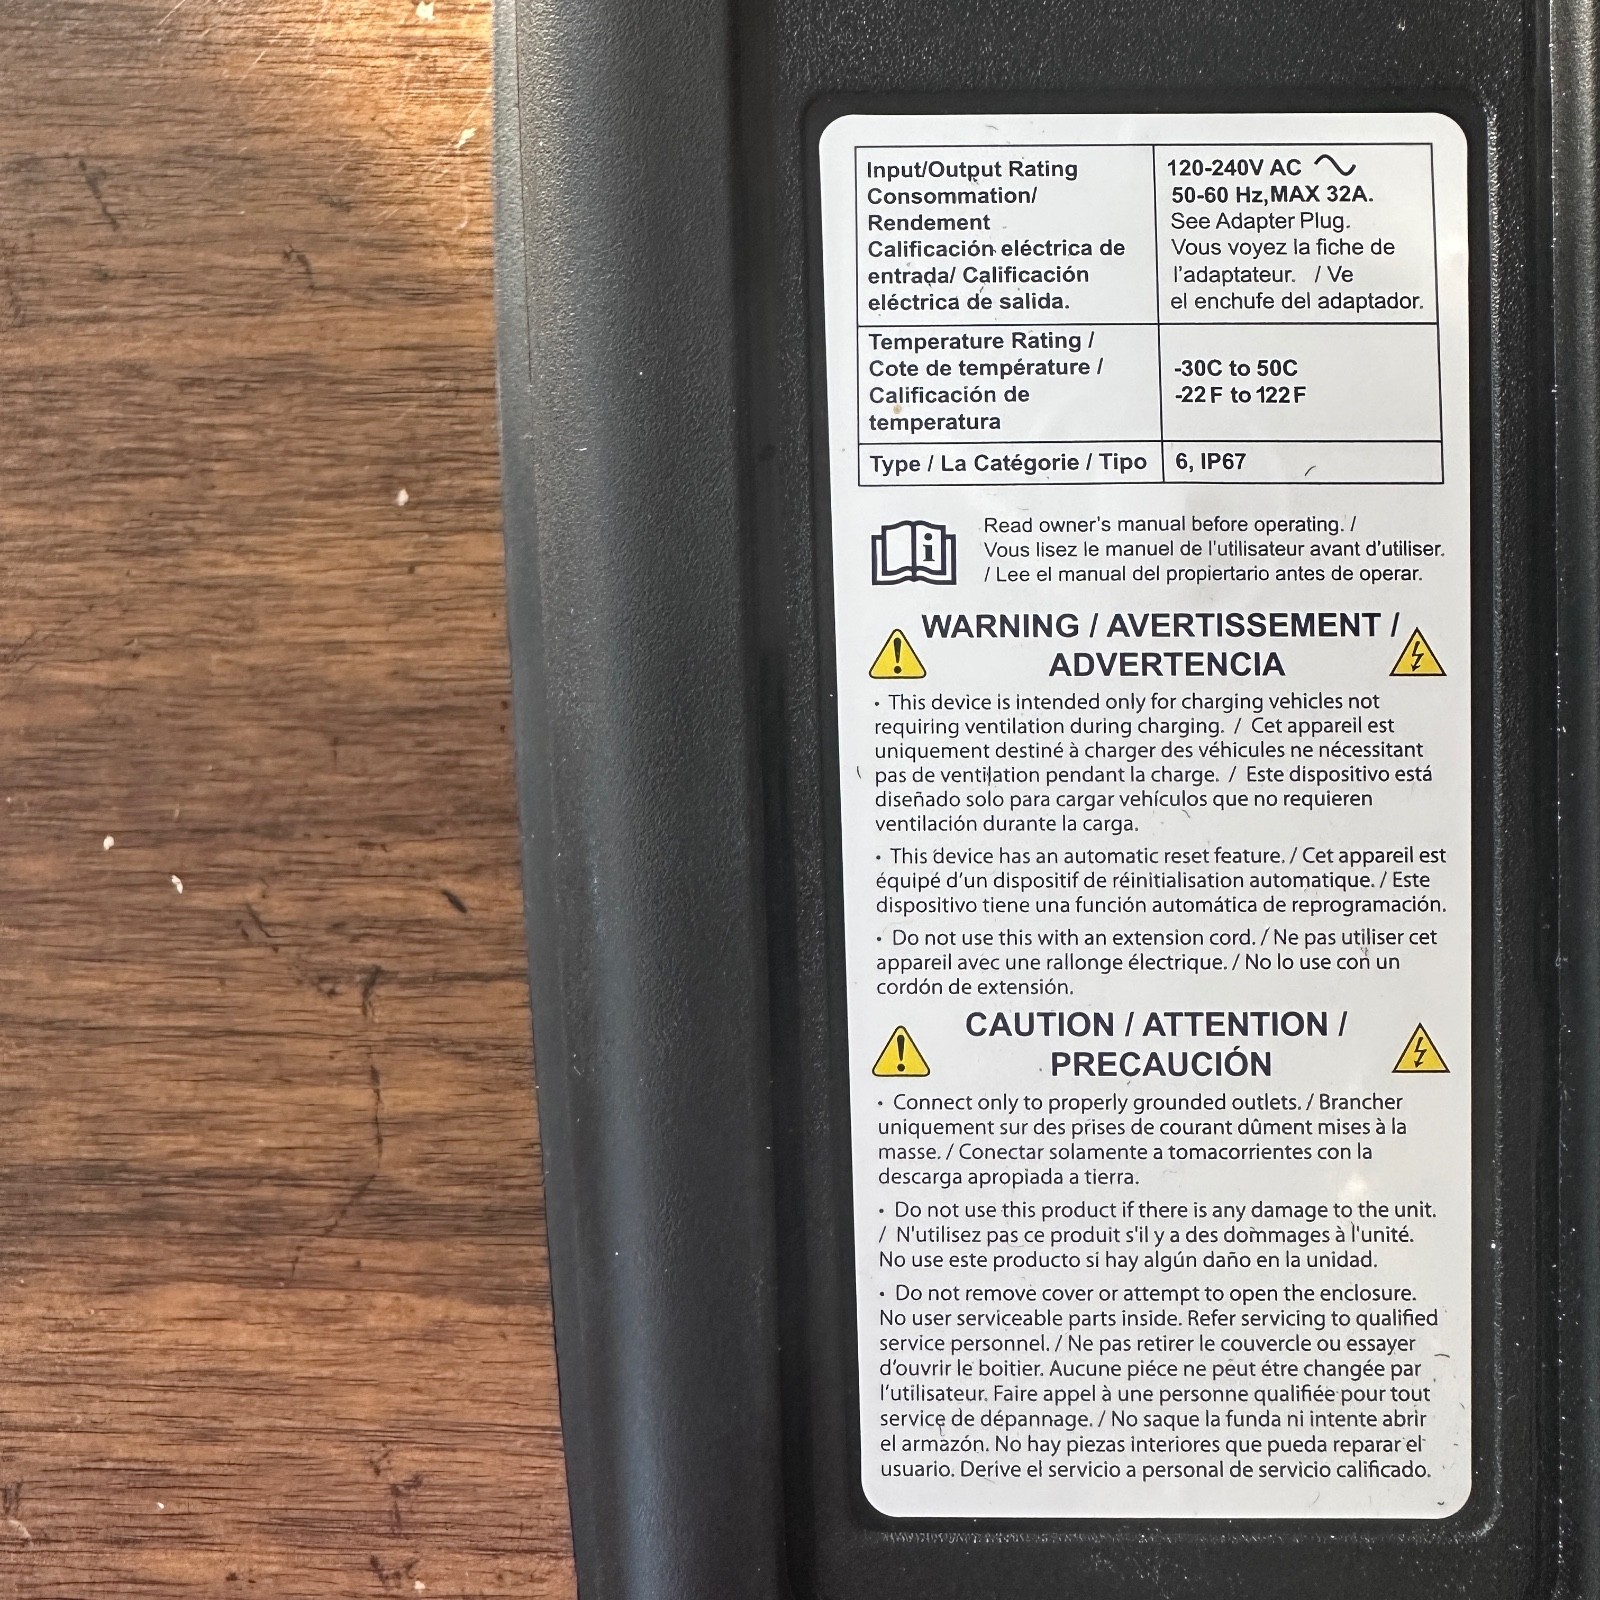 Input/Output Rating
Consommation/
Rendement
Calificación eléctrica de
entrada/ Calificación
eléctrica de salida.
120-240V AC
50-60 Hz,MAX 32A.
See Adapter Plug.
Vous voyez la fiche de
l'adaptateur. / Ve
el enchufe del adaptador.
Temperature Rating /
Cote de température /
Calificación de
temperatura
-30C to 50C
-22 F to 122 F
Type / La Catégorie / Tipo
6, IP67
Read owner's manual before operating. /
Vous lisez le manuel de l'utilisateur avant d'utiliser.
/ Lee el manual del propiertario antes de operar.
WARNING / AVERTISSEMENT /
ADVERTENCIA
• This device is intended only for charging vehicles not
requiring ventilation during charging. / Cet appareil est
uniquement destiné à charger des véhicules ne nécessitant
pas de ventilation pendant la charge. / Este dispositivo está
diseñado solo para cargar vehículos que no requieren
ventilación durante la carga.
• This device has an automatic reset feature. / Cet appareil est
équipé d'un dispositif de réinitialisation automatique. / Este
dispositivo tiene una función automática de reprogramación.
• Do not use this with an extension cord. / Ne pas utiliser cet
appareil avec une rallonge électrique. / No lo use con un
cordón de extensión.
CAUTION / ATTENTION /
PRECAUCIÓN
• Connect only to properly grounded outlets. / Brancher
uniquement sur des prises de courant dûment mises à la
masse. / Conectar solamente a tomacorrientes con la
descarga apropiada a tierra.
• Do not use this product if there is any damage to the unit.
/ N'utilisez pas ce produit s'il y a des dommages à l'unité.
No use este producto si hay algún daño en la unidad.
• Do not remove cover or attempt to open the enclosure.
No user serviceable parts inside. Refer servicing to qualified
service personnel. / Ne pas retirer le couvercle ou essayer
d'ouvrir le boitier. Aucune piéce ne peut étre changée par
l'utilisateur. Faire appel à une personne qualifiée pour tout
service de dépannage. / No saque la funda ni intente abrir
el armazón. No hay piezas interiores que pueda reparar el
usuario. Derive el servicio a personal de servicio calificado.